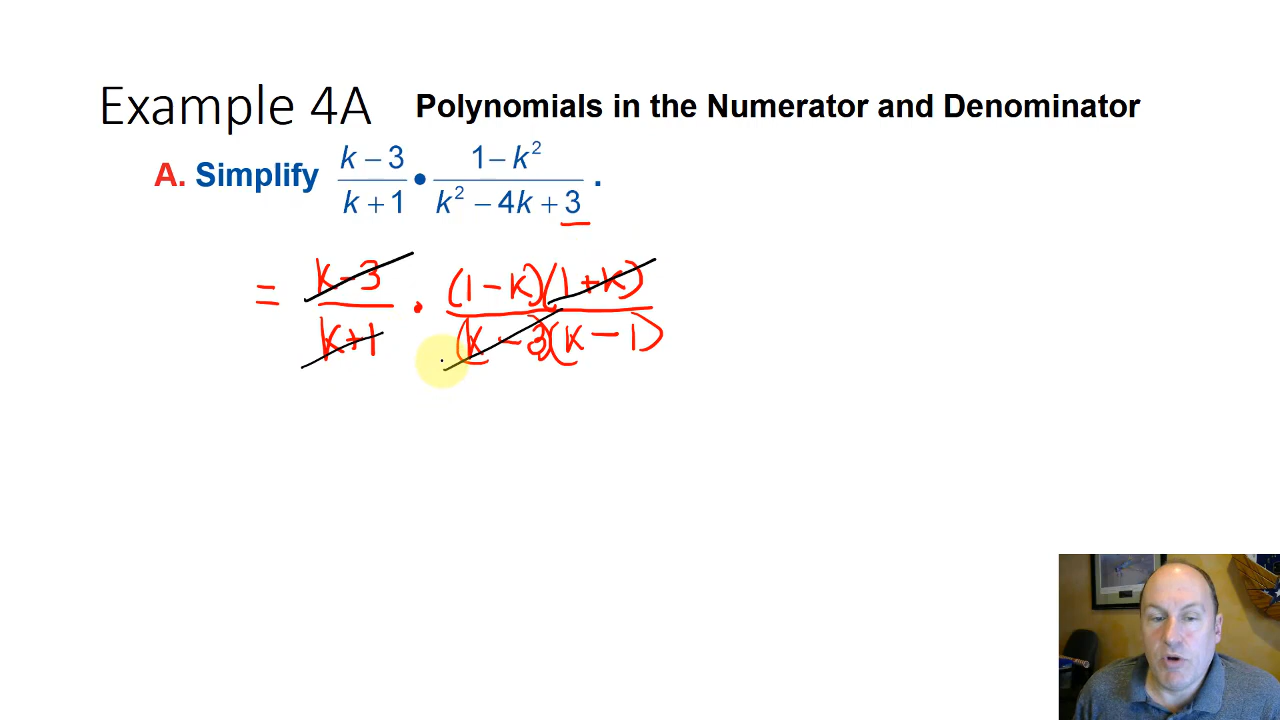 Example 4A Polynomials in the Numerator and Denominator
A. Simplify (k – 3)/(k + 1) • (1 – k²)/(k² – 4k + 3) .
= (k - 3)/(k + 1) · ((1 - k)(1 + k))/((k - 3)(k - 1))